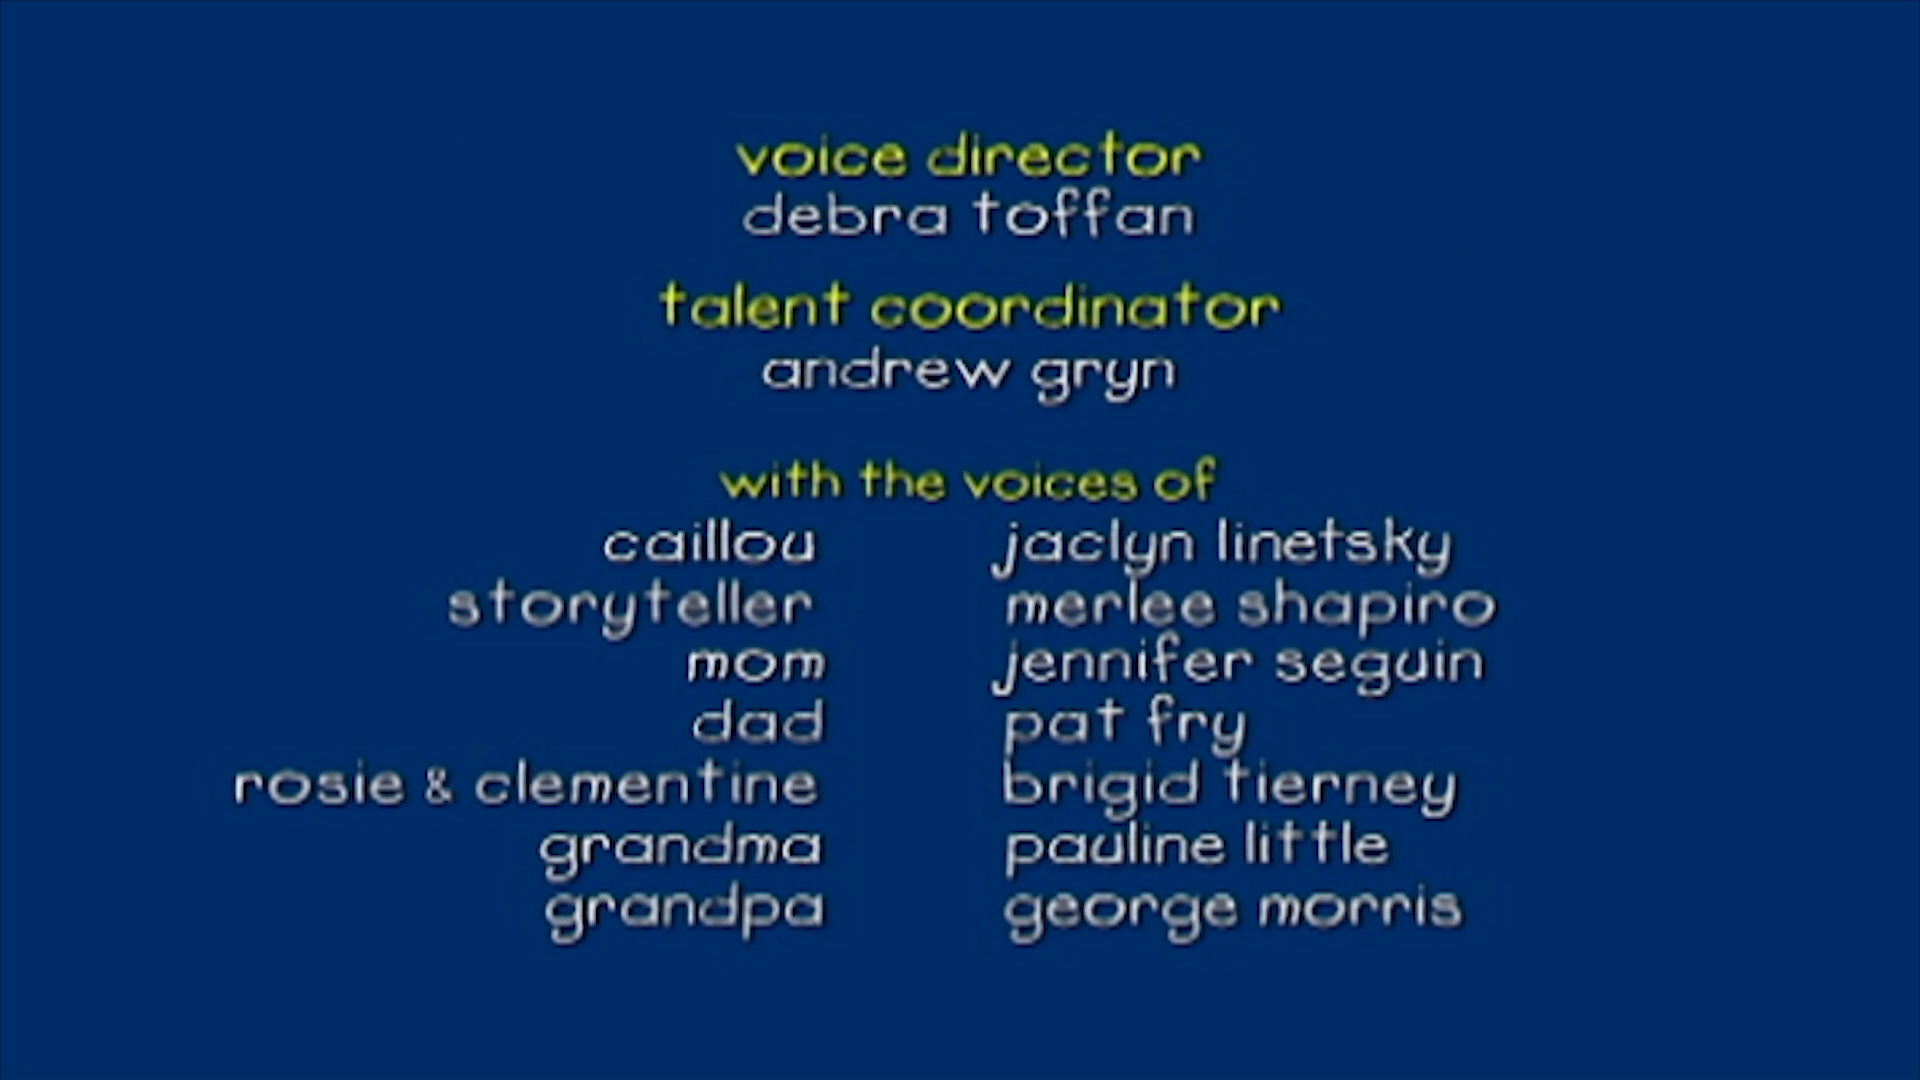 voice director
debra toffan
talent coordinator
andrew gryn
with the voices of
caillou jaclyn linetsky
storyteller merlee shapiro
mom jennifer seguin
dad pat fry
rosie & clementine brigid tierney
grandma pauline little
grandpa george morris